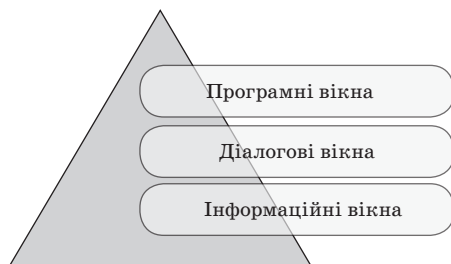 Програмні вікна
Діалогові вікна
Інформаційні вікна